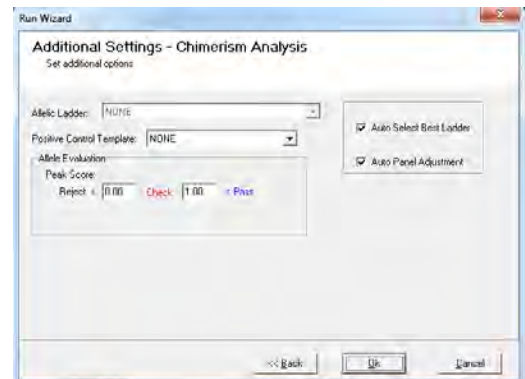 Run Wizard
Additional Settings - Chimerism Analysis
Set additional options
Allelic Ladder: NONE
Auto Select Best Ladder
Positive Control Template: NONE
Auto Panel Adjustment
Allele Evaluation
Peak Score:
Reject < 0.00 Check 1.00 < Pass
<< Back Ok Cancel